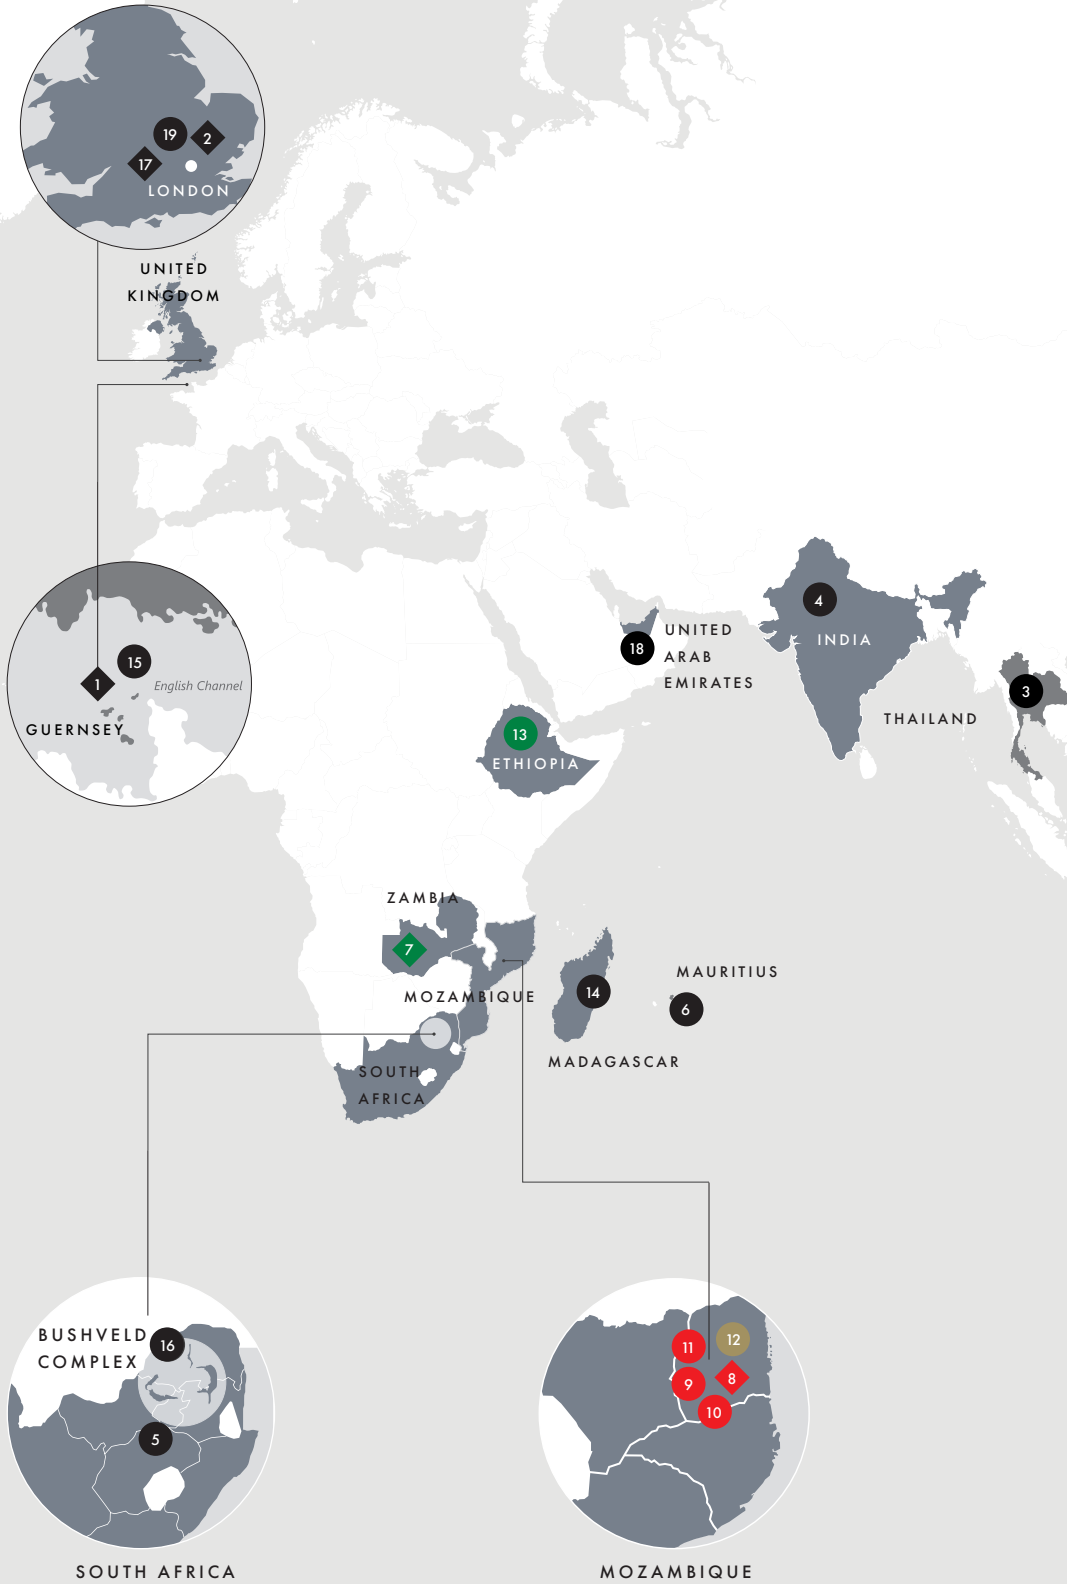 19
2
17
LONDON
UNITED
KINGDOM
4
INDIA
18
UNITED
ARAB
EMIRATES
15
1
English Channel
GUERNSEY
3
THAILAND
13
ETHIOPIA
ZAMBIA
7
MOZAMBIQUE
14
MADAGASCAR
MAURITIUS
6
SOUTH
AFRICA
BUSHVELD
COMPLEX
16
5
SOUTH AFRICA
11
12
9
8
10
MOZAMBIQUE